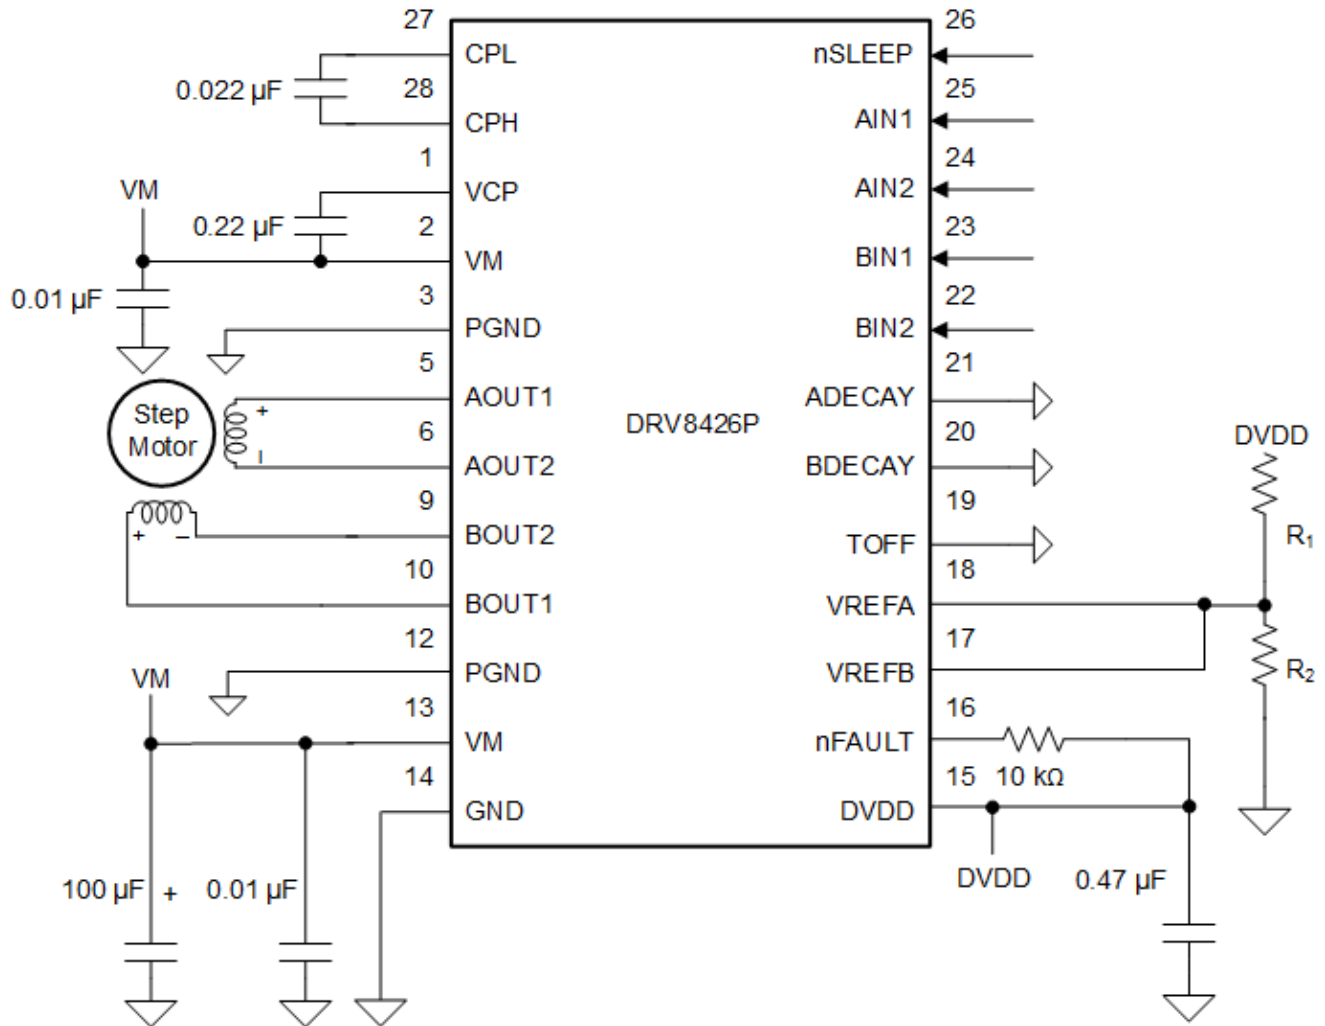 27
CPL
0.022 µF
28
CPH
1
VCP
VM
0.22 µF
2
VM
0.01 µF
3
PGND
5
AOUT1
+
Step
Motor
6
–
AOUT2
9
+ –
BOUT2
10
BOUT1
12
PGND
VM
13
VM
14
GND
100 µF +
0.01 µF
DRV8426P
26
nSLEEP
25
AIN1
24
AIN2
23
BIN1
22
BIN2
21
ADECAY
20
BDECAY
19
TOFF
18
VREFA
17
VREFB
16
nFAULT
10 kΩ
15
DVDD
DVDD
0.47 µF
DVDD
R1
R2